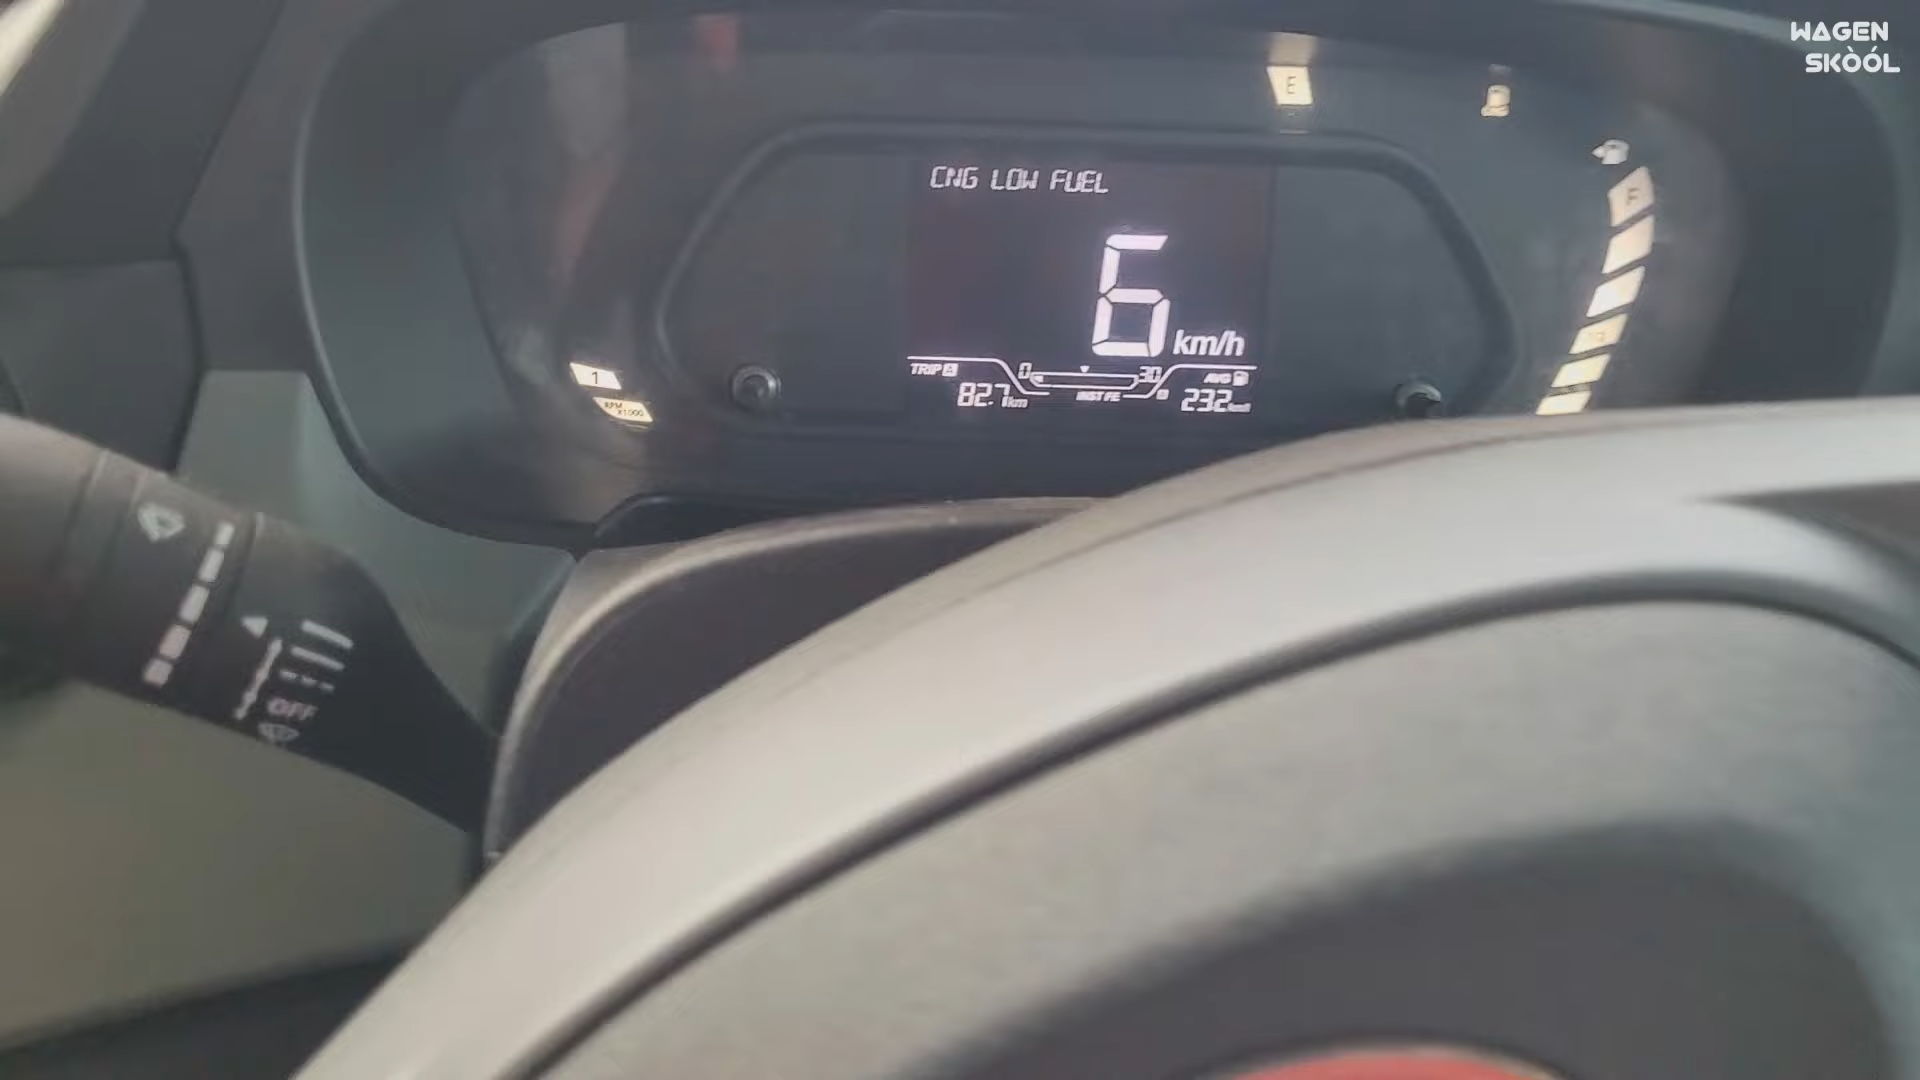 WAGEN
SKÒÓL
E
CNG LOW FUEL
F
6 km/h
1
RPM
X1000
TRIP A
0
30
AVG
82.7 km
INST FE
OFF